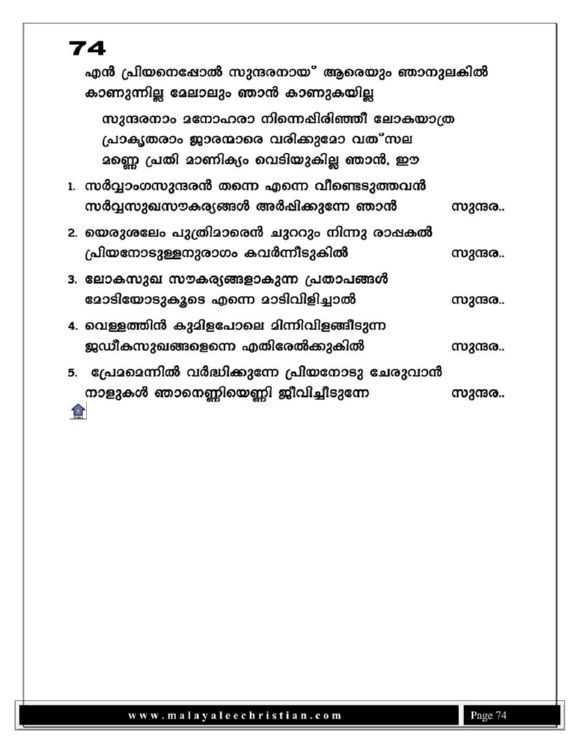 74
എൻ പ്രിയനെപ്പോൽ സുന്ദരനായ് ആരെയും ഞാനുലകിൽ
കാണുന്നില്ല മേലാലും ഞാൻ കാണുകയില്ല
സുന്ദരനാം മനോഹരാ നിന്നെപ്പിരിഞ്ഞീ ലോകയാത്ര
പ്രാകൃതരാം ജാരന്മാരെ വരിക്കുമോ വത്സല
മണ്ണെ പ്രതി മാണിക്യം വെടിയുകില്ല ഞാൻ, ഈ
1. സർവ്വാംഗസുന്ദരൻ തന്നെ എന്നെ വീണ്ടെടുത്തവൻ
സർവ്വസുഖസൗകര്യങ്ങൾ അർപ്പിക്കുന്നേ ഞാൻ സുന്ദര..
2. യെരുശലേം പുത്രിമാരെൻ ചുററും നിന്നു രാപ്പകൽ
പ്രിയനോടുള്ളനുരാഗം കവർന്നീടുകിൽ സുന്ദര..
3. ലോകസുഖ സൗകര്യങ്ങളാകുന്ന പ്രതാപങ്ങൾ
മോടിയോടുകൂടെ എന്നെ മാടിവിളിച്ചാൽ സുന്ദര..
4. വെള്ളത്തിൻ കുമിളപോലെ മിന്നിവിളങ്ങീടുന്ന
ജഡീകസുഖങ്ങളെന്നെ എതിരേൽക്കുകിൽ സുന്ദര..
5. പ്രേമമെന്നിൽ വർദ്ധിക്കുന്നേ പ്രിയനോടു ചേരുവാൻ
നാളുകൾ ഞാനെണ്ണിയെണ്ണി ജീവിച്ചീടുന്നേ സുന്ദര..
www.malayaleechristian.com Page 74